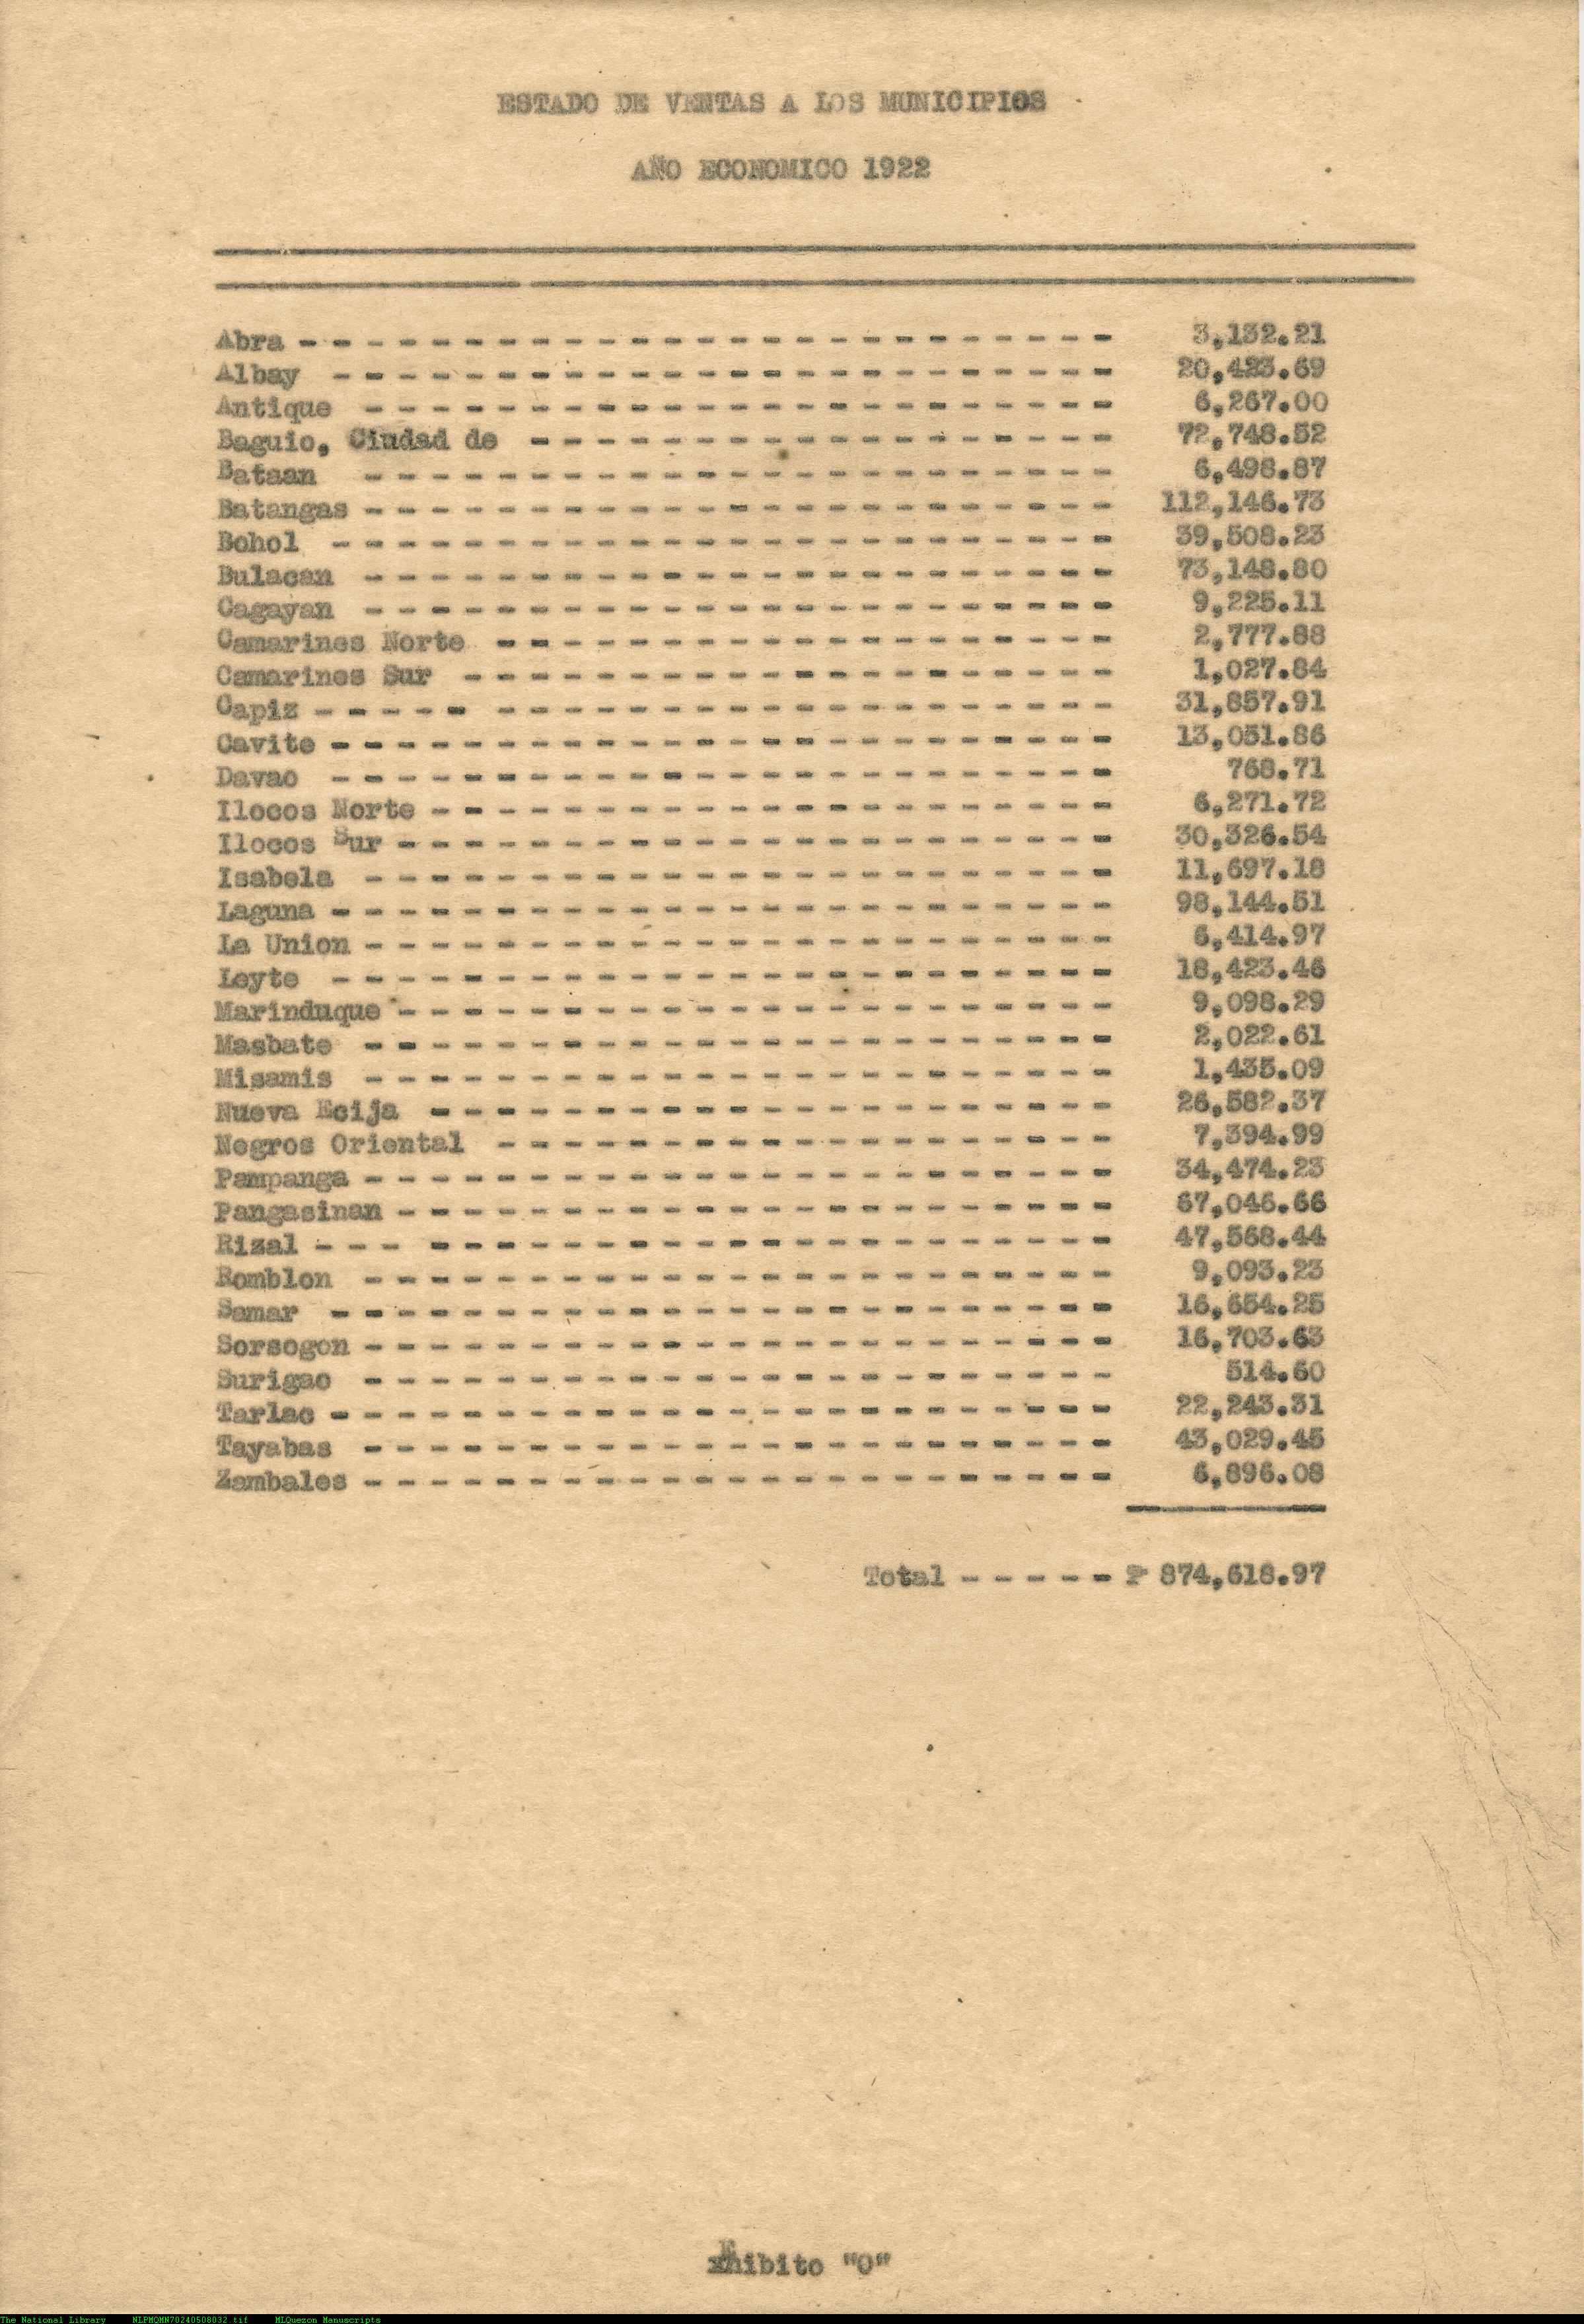 ESTADO DE VENTAS A LOS MUNICIPIOS
AÑO ECONOMICO 1922
Abra - - - - - - - - - - - - - - - - - - - - - - - - - 3,132.21
Albay - - - - - - - - - - - - - - - - - - - - - - - - 20,423.69
Antique - - - - - - - - - - - - - - - - - - - - - - - 6,267.00
Baguio, Ciudad de - - - - - - - - - - - - - - - - - - 72,748.52
Bataan - - - - - - - - - - - - - - - - - - - - - - - 6,498.87
Batangas - - - - - - - - - - - - - - - - - - - - - - - 112,146.73
Bohol - - - - - - - - - - - - - - - - - - - - - - - - 39,508.23
Bulacan - - - - - - - - - - - - - - - - - - - - - - - 73,148.80
Cagayan - - - - - - - - - - - - - - - - - - - - - - - 9,225.11
Camarines Norte - - - - - - - - - - - - - - - - - - - 2,777.88
Camarines Sur - - - - - - - - - - - - - - - - - - - - 1,027.84
Capiz - - - - - - - - - - - - - - - - - - - - - - - - 31,857.91
Cavite - - - - - - - - - - - - - - - - - - - - - - - - 13,051.86
Davao - - - - - - - - - - - - - - - - - - - - - - - - 768.71
Ilocos Norte - - - - - - - - - - - - - - - - - - - - - 6,271.72
Ilocos Sur - - - - - - - - - - - - - - - - - - - - - - 30,326.54
Isabela - - - - - - - - - - - - - - - - - - - - - - - 11,697.18
Laguna - - - - - - - - - - - - - - - - - - - - - - - - 98,144.51
La Union - - - - - - - - - - - - - - - - - - - - - - - 6,414.97
Leyte - - - - - - - - - - - - - - - - - - - - - - - - 18,423.46
Marinduque - - - - - - - - - - - - - - - - - - - - - - 9,098.29
Masbate - - - - - - - - - - - - - - - - - - - - - - - 2,022.61
Misamis - - - - - - - - - - - - - - - - - - - - - - - 1,435.09
Nueva Ecija - - - - - - - - - - - - - - - - - - - - - 26,582.37
Negros Oriental - - - - - - - - - - - - - - - - - - - 7,394.99
Pampanga - - - - - - - - - - - - - - - - - - - - - - - 34,474.23
Pangasinan - - - - - - - - - - - - - - - - - - - - - - 67,046.66
Rizal - - - - - - - - - - - - - - - - - - - - - - - - 47,568.44
Romblon - - - - - - - - - - - - - - - - - - - - - - - 9,093.23
Samar - - - - - - - - - - - - - - - - - - - - - - - - 16,654.25
Sorsogon - - - - - - - - - - - - - - - - - - - - - - - 16,703.63
Surigao - - - - - - - - - - - - - - - - - - - - - - - 514.60
Tarlac - - - - - - - - - - - - - - - - - - - - - - - - 22,243.31
Tayabas - - - - - - - - - - - - - - - - - - - - - - - 43,029.45
Zambales - - - - - - - - - - - - - - - - - - - - - - - 6,896.08
Total - - - - - ₱ 874,618.97
Exhibito "O"
The National Library NLPMQMN70240508032.tif MLQuezon Manuscripts